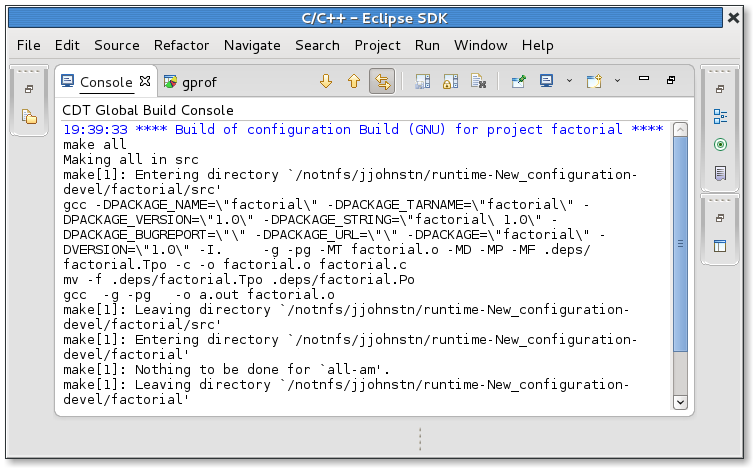 C/C++ - Eclipse SDK
File Edit Source Refactor Navigate Search Project Run Window Help
Console gprof
CDT Global Build Console
19:39:33 **** Build of configuration Build (GNU) for project factorial ****
make all
Making all in src
make[1]: Entering directory `/notnfs/jjohnstn/runtime-New_configuration-
devel/factorial/src'
gcc -DPACKAGE_NAME=\"factorial\" -DPACKAGE_TARNAME=\"factorial\" -
DPACKAGE_VERSION=\"1.0\" -DPACKAGE_STRING=\"factorial\ 1.0\" -
DPACKAGE_BUGREPORT=\"\" -DPACKAGE_URL=\"\" -DPACKAGE=\"factorial\" -
DVERSION=\"1.0\" -I.     -g -pg -MT factorial.o -MD -MP -MF .deps/
factorial.Tpo -c -o factorial.o factorial.c
mv -f .deps/factorial.Tpo .deps/factorial.Po
gcc  -g -pg   -o a.out factorial.o
make[1]: Leaving directory `/notnfs/jjohnstn/runtime-New_configuration-
devel/factorial/src'
make[1]: Entering directory `/notnfs/jjohnstn/runtime-New_configuration-
devel/factorial'
make[1]: Nothing to be done for `all-am'.
make[1]: Leaving directory `/notnfs/jjohnstn/runtime-New_configuration-
devel/factorial'